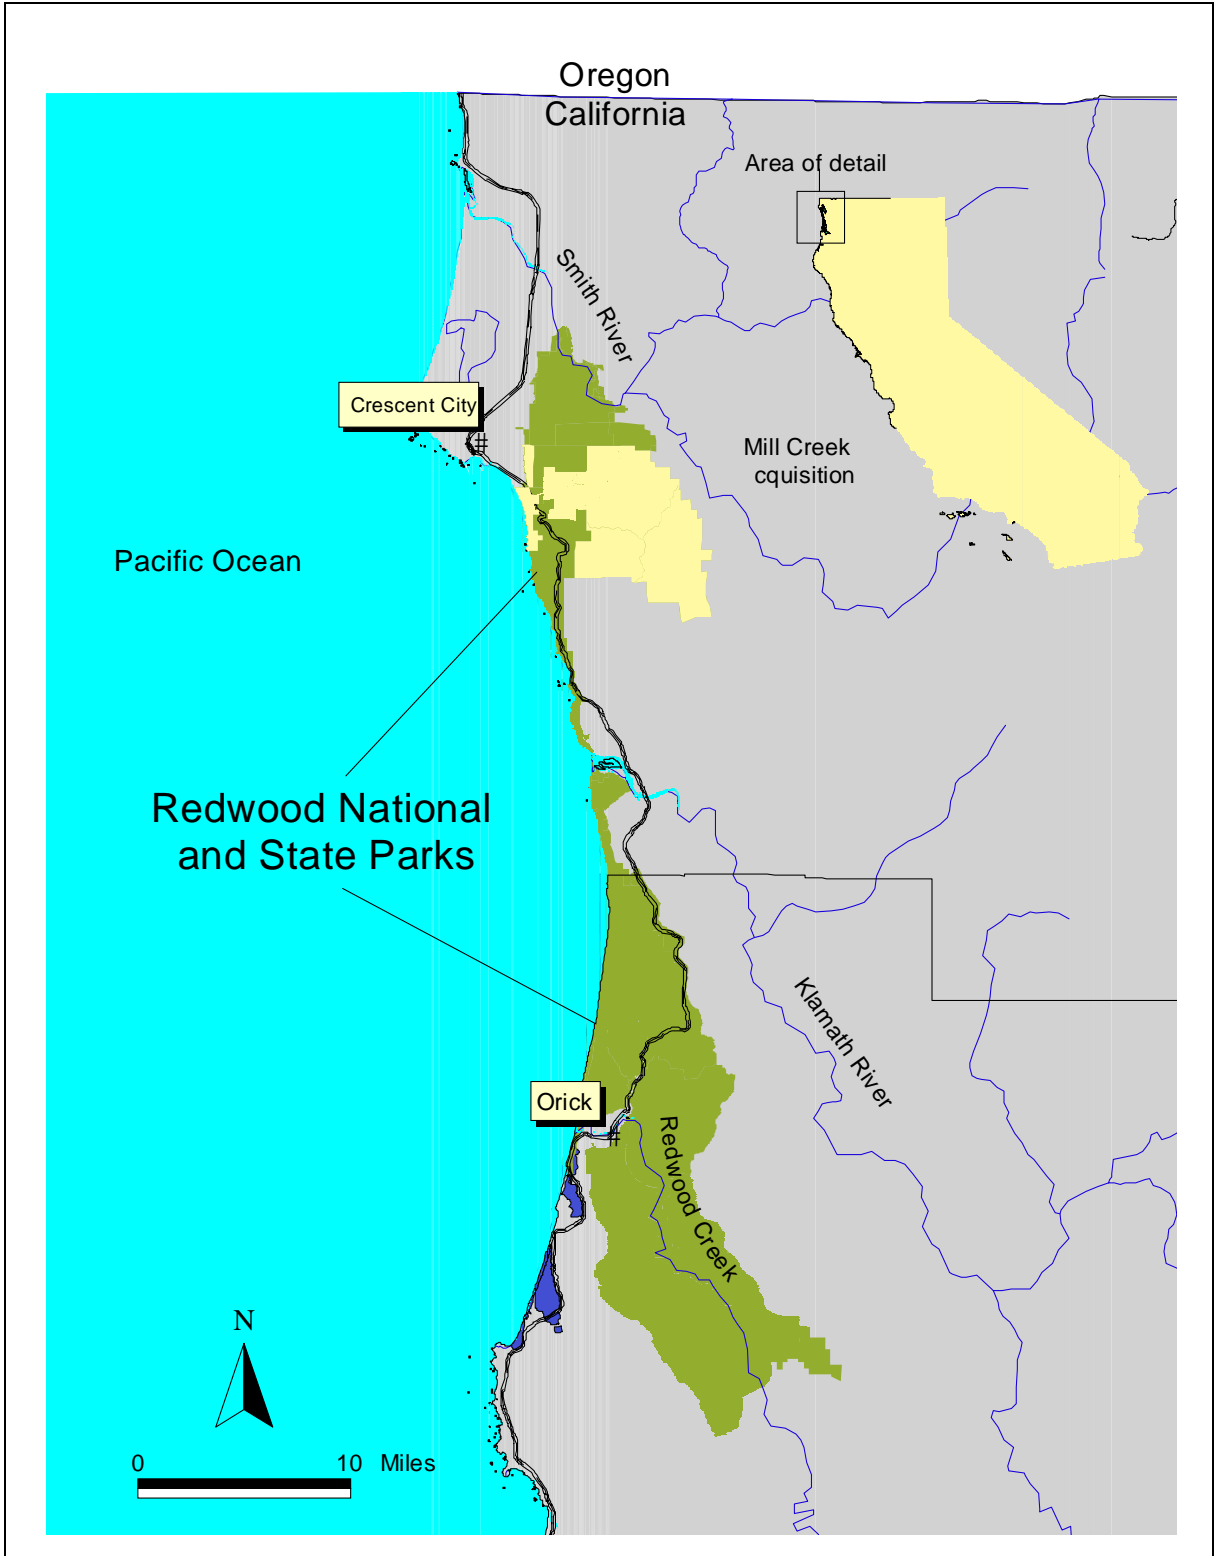 Oregon
California
Area of detail
Smith River
Crescent City
Mill Creek
cquisition
Pacific Ocean
Redwood National
and State Parks
Klamath River
Orick
Redwood Creek
N
0 10 Miles